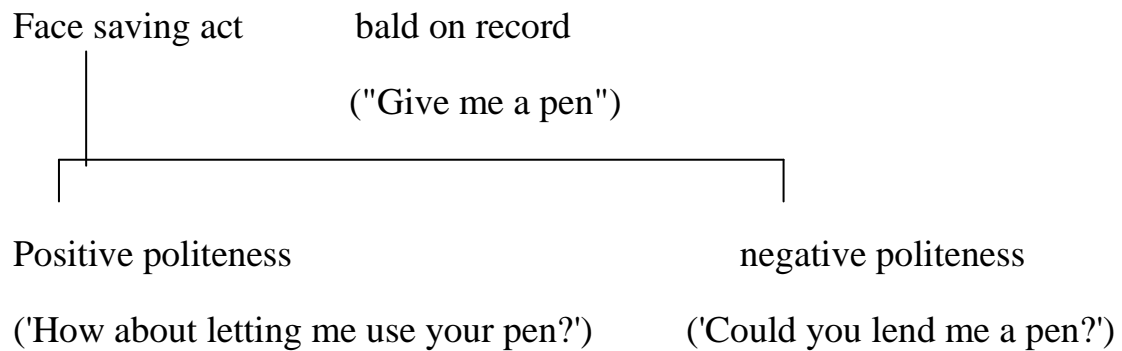 Face saving act bald on record
("Give me a pen")
Positive politeness negative politeness
('How about letting me use your pen?') ('Could you lend me a pen?')